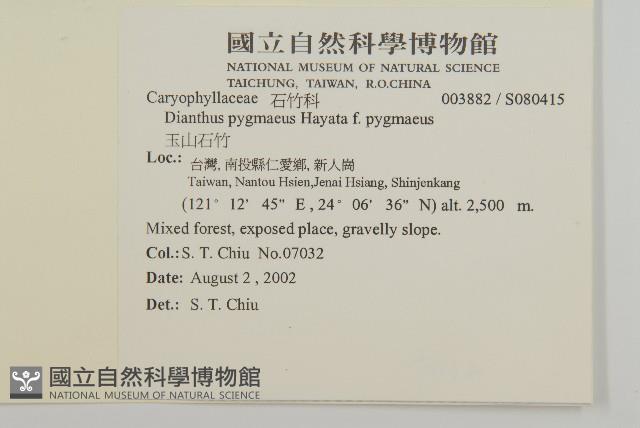 國立自然科學博物館
NATIONAL MUSEUM OF NATURAL SCIENCE
TAICHUNG, TAIWAN, R.O.CHINA
Caryophyllaceae 石竹科 003882 / S080415
Dianthus pygmaeus Hayata f. pygmaeus
玉山石竹
Loc.: 台灣, 南投縣仁愛鄉, 新人崗
Taiwan, Nantou Hsien,Jenai Hsiang, Shinjenkang
(121° 12' 45" E , 24° 06' 36" N) alt. 2,500 m.
Mixed forest, exposed place, gravelly slope.
Col.: S. T. Chiu No.07032
Date: August 2 , 2002
Det.: S. T. Chiu
國立自然科學博物館
NATIONAL MUSEUM OF NATURAL SCIENCE